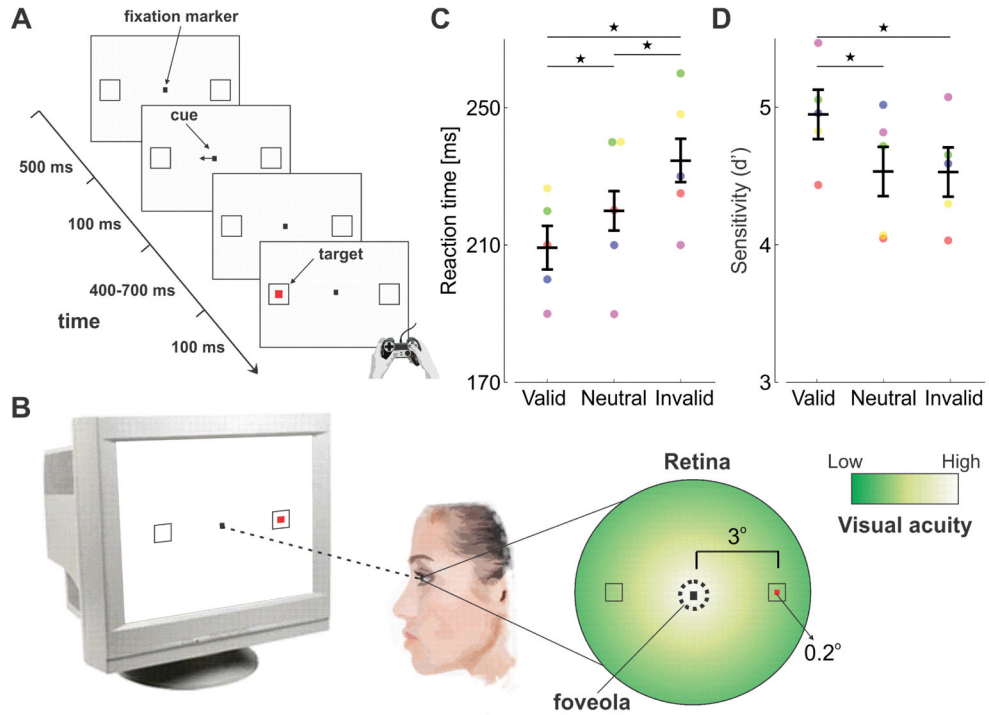 A
fixation marker
cue
target
500 ms
100 ms
400-700 ms
100 ms
time
C
Reaction time [ms]
250
210
170
Valid Neutral Invalid
★
★
★
D
Sensitivity (d')
5
4
3
Valid Neutral Invalid
★
★
B
Retina
3°
0.2°
foveola
Low High
Visual acuity